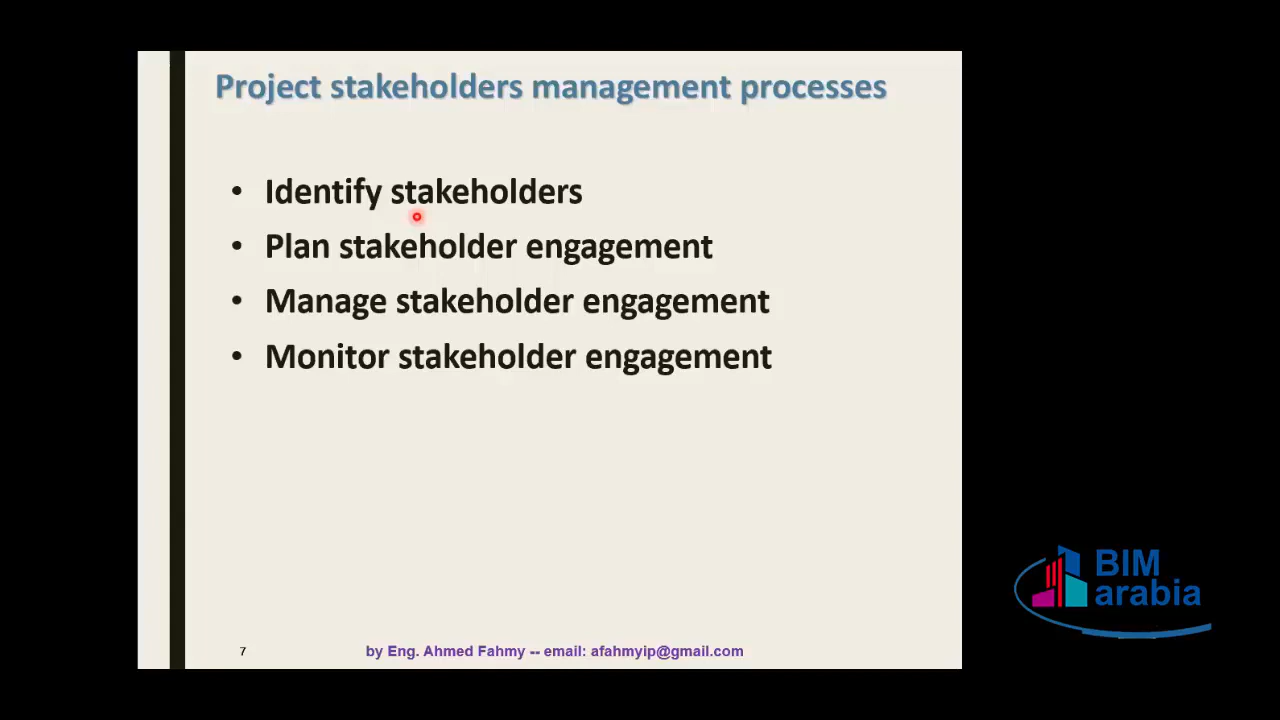 Project stakeholders management processes
• Identify stakeholders
• Plan stakeholder engagement
• Manage stakeholder engagement
• Monitor stakeholder engagement
BIM
arabia
7
by Eng. Ahmed Fahmy -- email: afahmyip@gmail.com